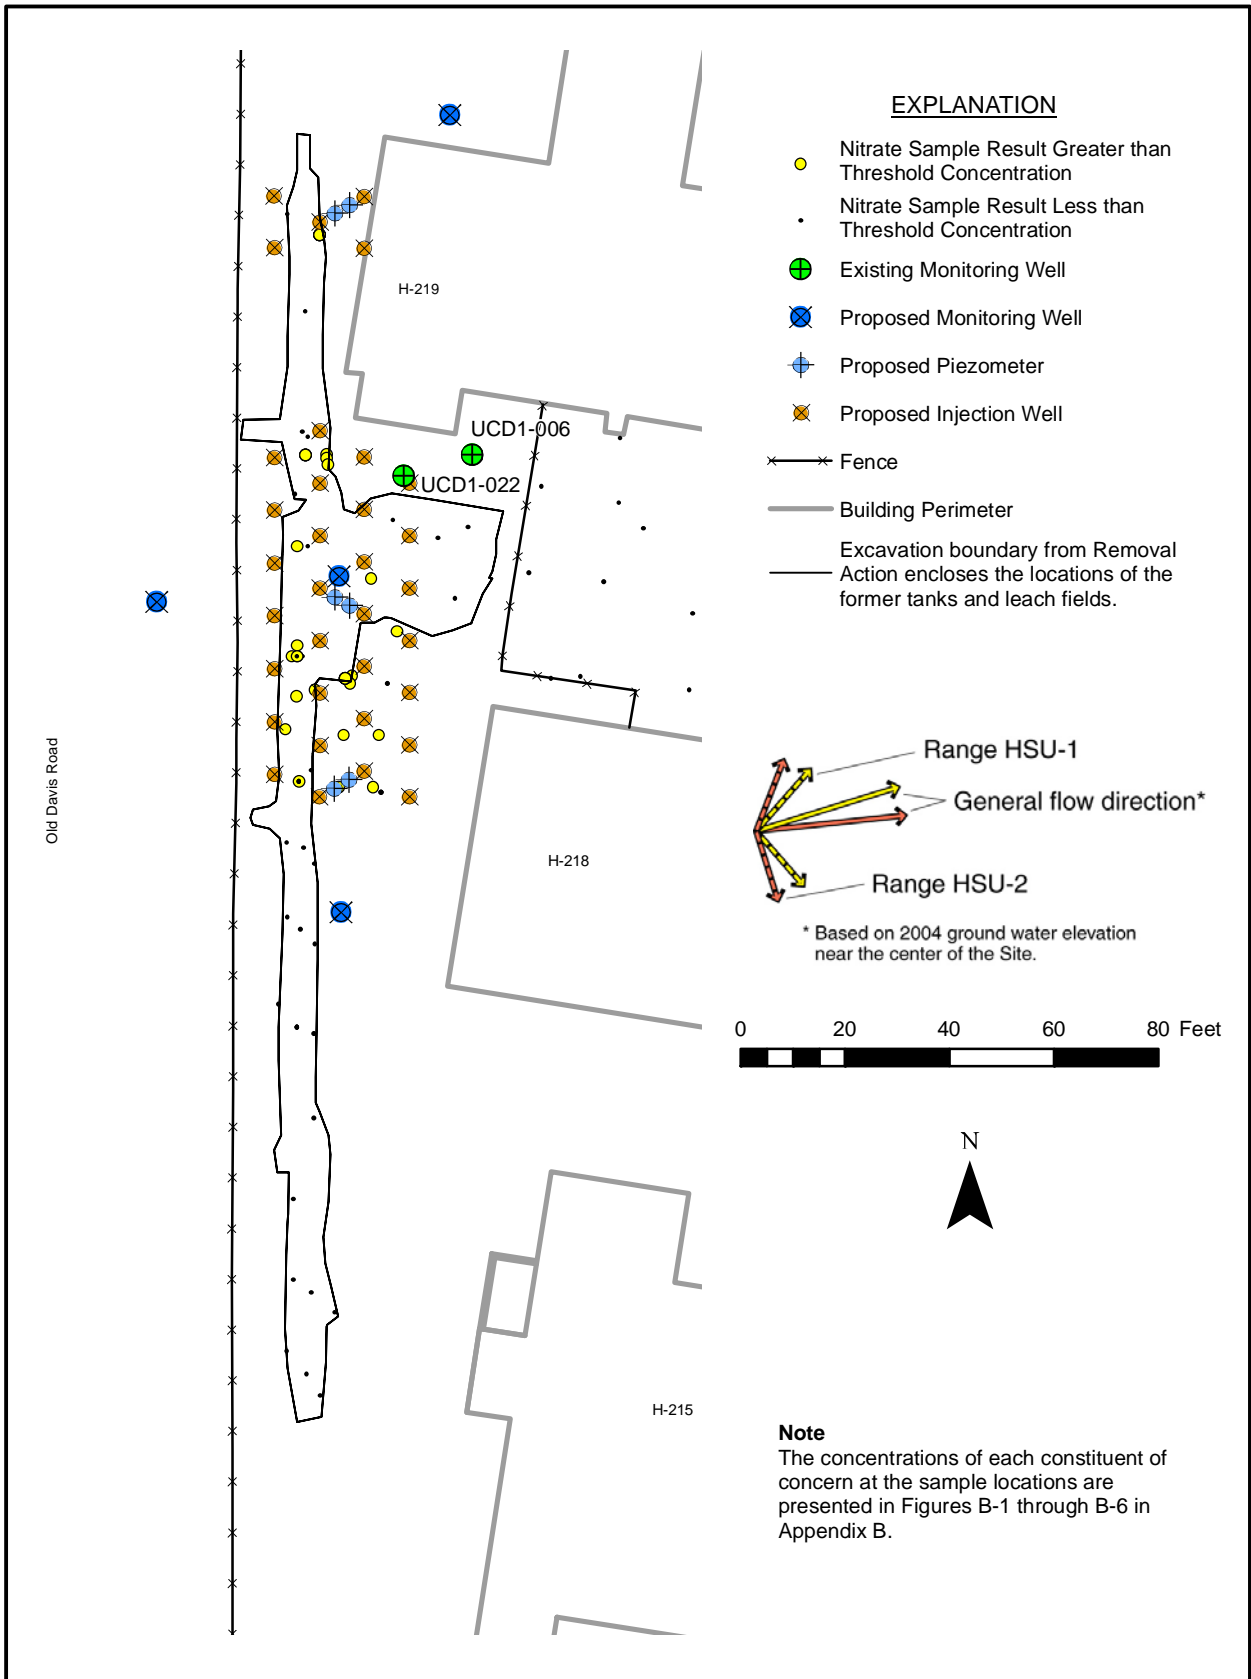 EXPLANATION
Nitrate Sample Result Greater than
Threshold Concentration
Nitrate Sample Result Less than
Threshold Concentration
Existing Monitoring Well
Proposed Monitoring Well
Proposed Piezometer
Proposed Injection Well
Fence
Building Perimeter
Excavation boundary from Removal
Action encloses the locations of the
former tanks and leach fields.
H-219
UCD1-006
UCD1-022
Old Davis Road
H-218
H-215
Range HSU-1
General flow direction*
Range HSU-2
* Based on 2004 ground water elevation
near the center of the Site.
0 20 40 60 80 Feet
N
Note
The concentrations of each constituent of
concern at the sample locations are
presented in Figures B-1 through B-6 in
Appendix B.